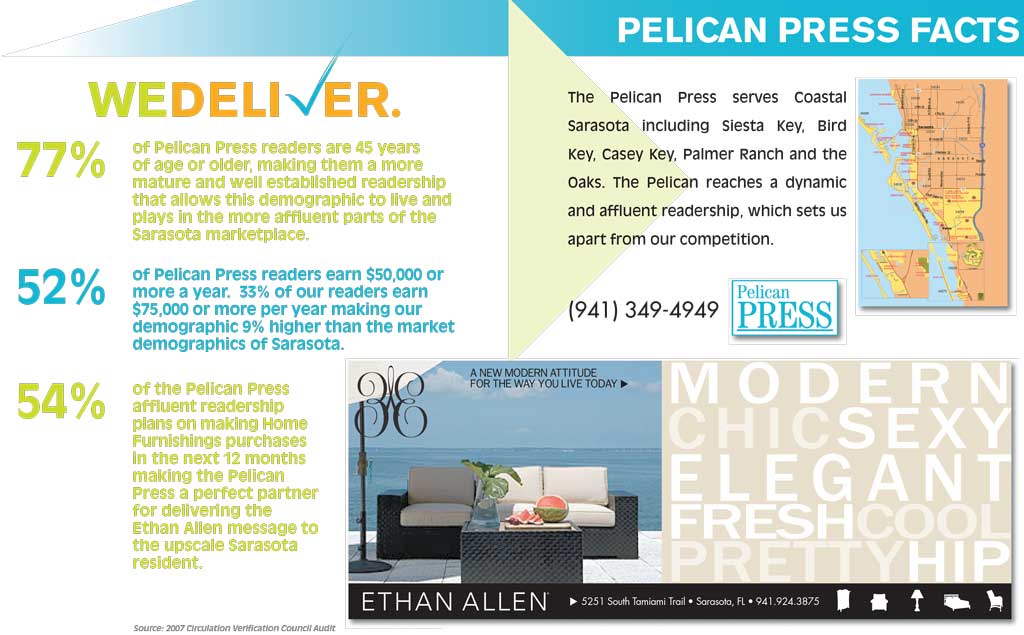 PELICAN PRESS FACTS
WEDELIVER.
77%
of Pelican Press readers are 45 years
of age or older, making them a more
mature and well established readership
that allows this demographic to live and
plays in the more affluent parts of the
Sarasota marketplace.
52%
of Pelican Press readers earn $50,000 or
more a year. 33% of our readers earn
$75,000 or more per year making our
demographic 9% higher than the market
demographics of Sarasota.
54%
of the Pelican Press
affluent readership
plans on making Home
Furnishings purchases
in the next 12 months
making the Pelican
Press a perfect partner
for delivering the
Ethan Allen message to
the upscale Sarasota
resident.
Source: 2007 Circulation Verification Council Audit
The Pelican Press serves Coastal
Sarasota including Siesta Key, Bird
Key, Casey Key, Palmer Ranch and the
Oaks. The Pelican reaches a dynamic
and affluent readership, which sets us
apart from our competition.
(941) 349-4949
Pelican
PRESS
A NEW MODERN ATTITUDE
FOR THE WAY YOU LIVE TODAY ▶
MODERN
CHICSEXY
ELEGANT
FRESHCOOL
PRETTYHIP
ETHAN ALLEN®
▶ 5251 South Tamiami Trail • Sarasota, FL • 941.924.3875